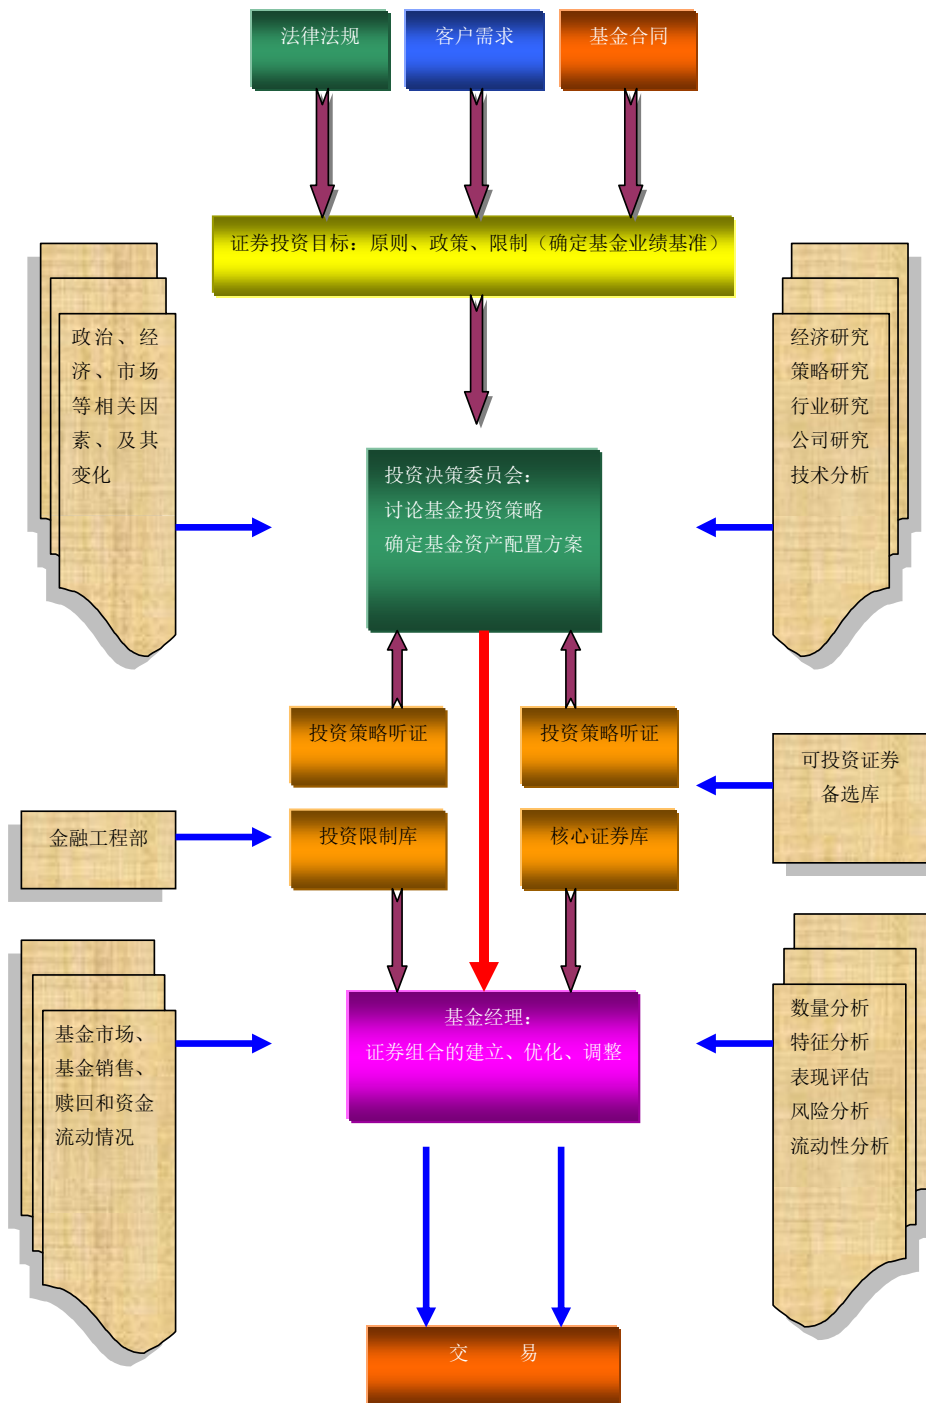 法律法规
客户需求
基金合同
证券投资目标：原则、政策、限制（确定基金业绩基准）
政治、经
济、市场
等相关因
素、及其
变化
经济研究
策略研究
行业研究
公司研究
技术分析
投资决策委员会：
讨论基金投资策略
确定基金资产配置方案
投资策略听证
投资策略听证
可投资证券
备选库
金融工程部
投资限制库
核心证券库
基金经理：
证券组合的建立、优化、调整
基金市场、
基金销售、
赎回和资金
流动情况
数量分析
特征分析
表现评估
风险分析
流动性分析
交 易